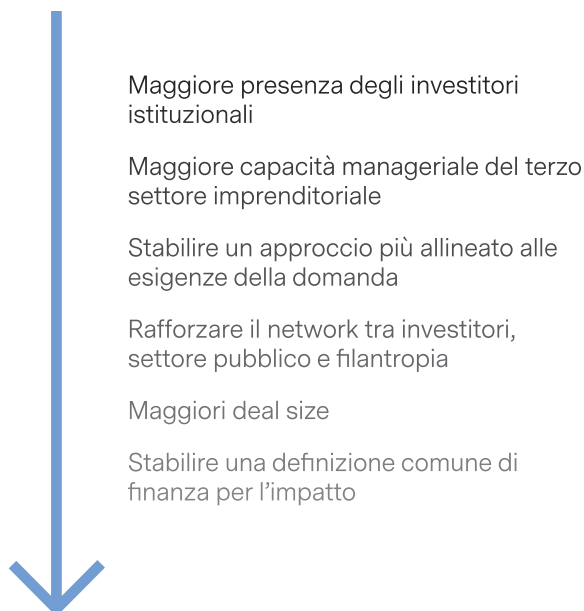 Maggiore presenza degli investitori
istituzionali
Maggiore capacità manageriale del terzo
settore imprenditoriale
Stabilire un approccio più allineato alle
esigenze della domanda
Rafforzare il network tra investitori,
settore pubblico e filantropia
Maggiori deal size
Stabilire una definizione comune di
finanza per l’impatto